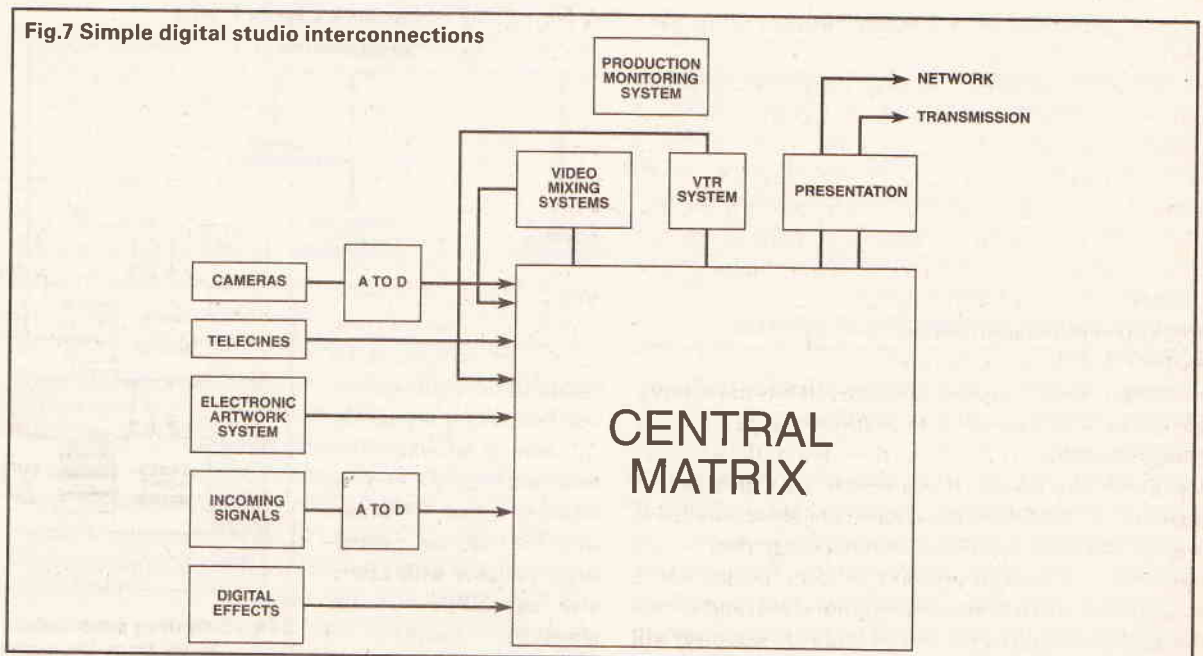 Fig.7 Simple digital studio interconnections
PRODUCTION
MONITORING
SYSTEM
NETWORK
TRANSMISSION
VIDEO
MIXING
SYSTEMS
VTR
SYSTEM
PRESENTATION
CAMERAS
A TO D
TELECINES
ELECTRONIC
ARTWORK
SYSTEM
CENTRAL
MATRIX
INCOMING
SIGNALS
A TO D
DIGITAL
EFFECTS